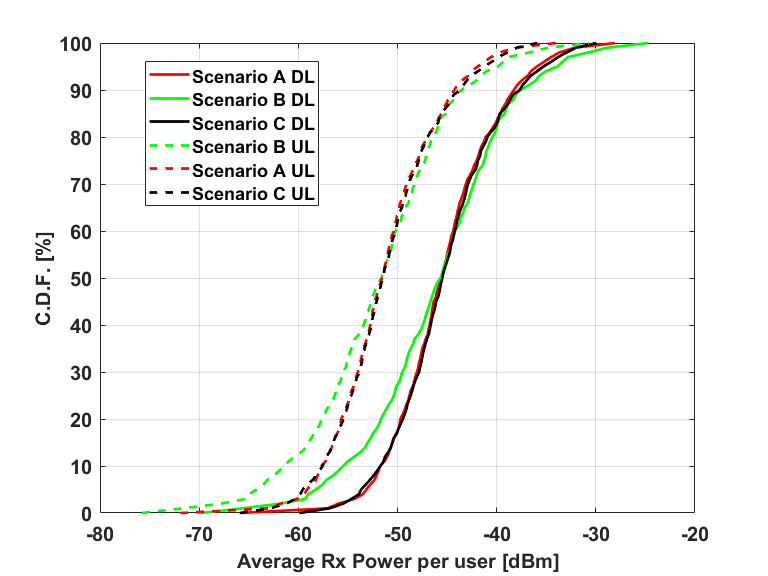 100
90
80
70
60
50
40
30
20
10
0
C.D.F. [%]
Scenario A DL
Scenario B DL
Scenario C DL
Scenario B UL
Scenario A UL
Scenario C UL
-80 -70 -60 -50 -40 -30 -20
Average Rx Power per user [dBm]